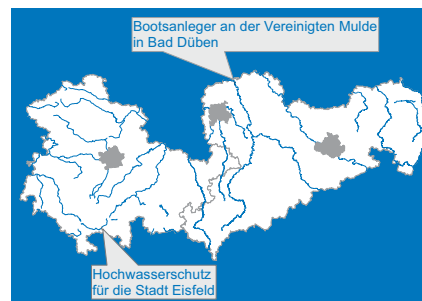 Bootsanleger an der Vereinigten Mulde
in Bad Düben
Hochwasserschutz
für die Stadt Eisfeld